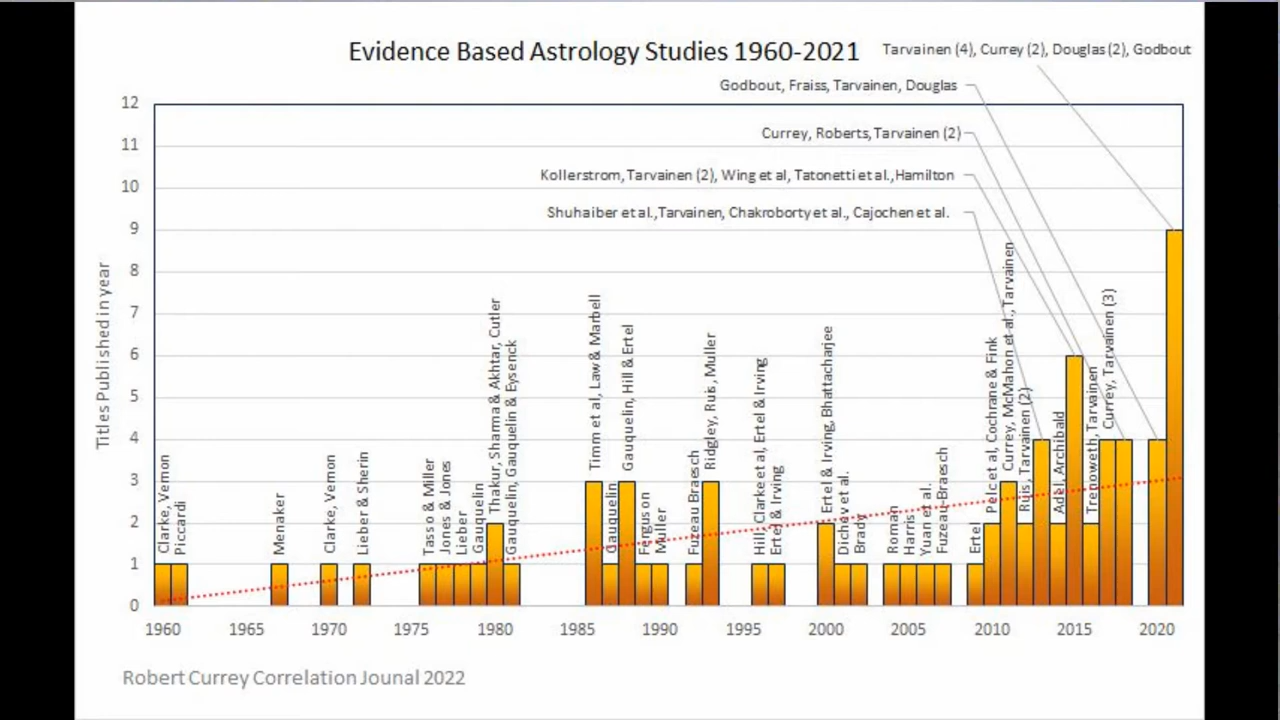 Evidence Based Astrology Studies 1960-2021
Tarvainen (4), Currey (2), Douglas (2), Godbout
Godbout, Fraiss, Tarvainen, Douglas
Currey, Roberts, Tarvainen (2)
Kollerstrom, Tarvainen (2), Wing et al, Tatonetti et al., Hamilton
Shuhaiber et al., Tarvainen, Chakroborty et al., Cajochen et al.
Titles Published in year
12
11
10
9
8
7
6
5
4
3
2
1
0
Clarke, Vernon
Piccardi
Menaker
Clarke, Vernon
Lieber & Sherin
Tasso & Miller
Jones & Jones
Lieber
Gauquelin
Thakur, Sharma & Akhtar, Cutler
Gauquelin, Gauquelin & Eysenck
Timm et al, Law & Marbell
Gauquelin
Gauquelin, Hill & Ertel
Ferguson
Muller
Fuzeau Braesch
Ridgley, Ruis, Muller
Hill, Clarke et al, Ertel & Irving
Ertel & Irving
Ertel & Irving, Bhattacharjee
Dichev et al.
Brady
Roman
Harris
Yuan et al.
Fuzeau-Braesch
Ertel
Pelc et al, Cochrane & Fink
Currey, McMahon et al., Tarvainen
Ruis, Tarvainen (2)
Adel, Archibald
Trenoweth, Tarvainen
Currey, Tarvainen (3)
1960 1965 1970 1975 1980 1985 1990 1995 2000 2005 2010 2015 2020
Robert Currey Correlation Jounal 2022